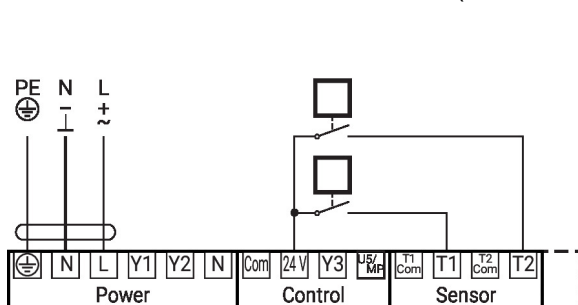 PE N L
− +
⊥ ~
N L Y1 Y2 N Com 24 V Y3 U5/ MP T1 Com T1 T2 Com T2
Power Control Sensor